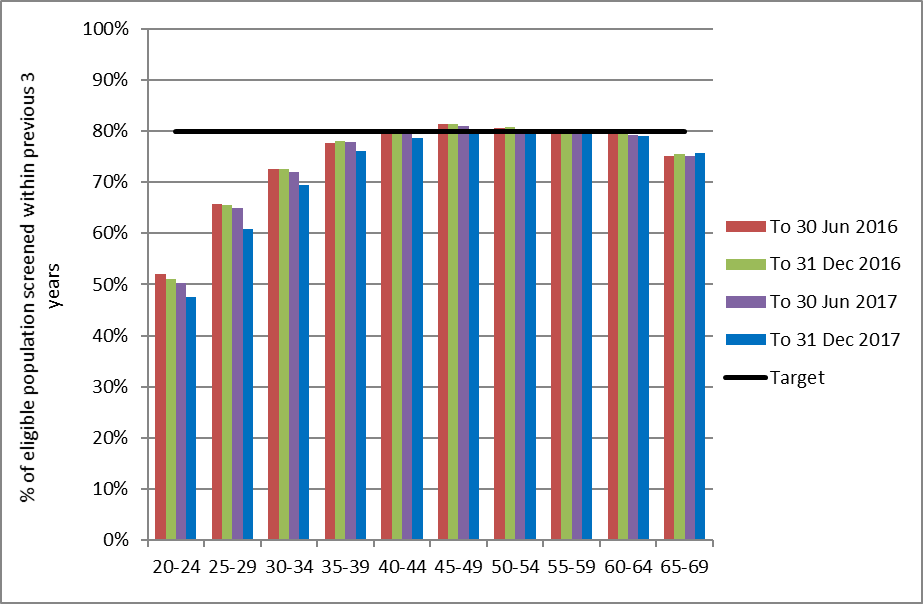 % of eligible population screened within previous 3
years
100%
90%
80%
70%
60%
50%
40%
30%
20%
10%
0%
20-24 25-29 30-34 35-39 40-44 45-49 50-54 55-59 60-64 65-69
To 30 Jun 2016
To 31 Dec 2016
To 30 Jun 2017
To 31 Dec 2017
Target